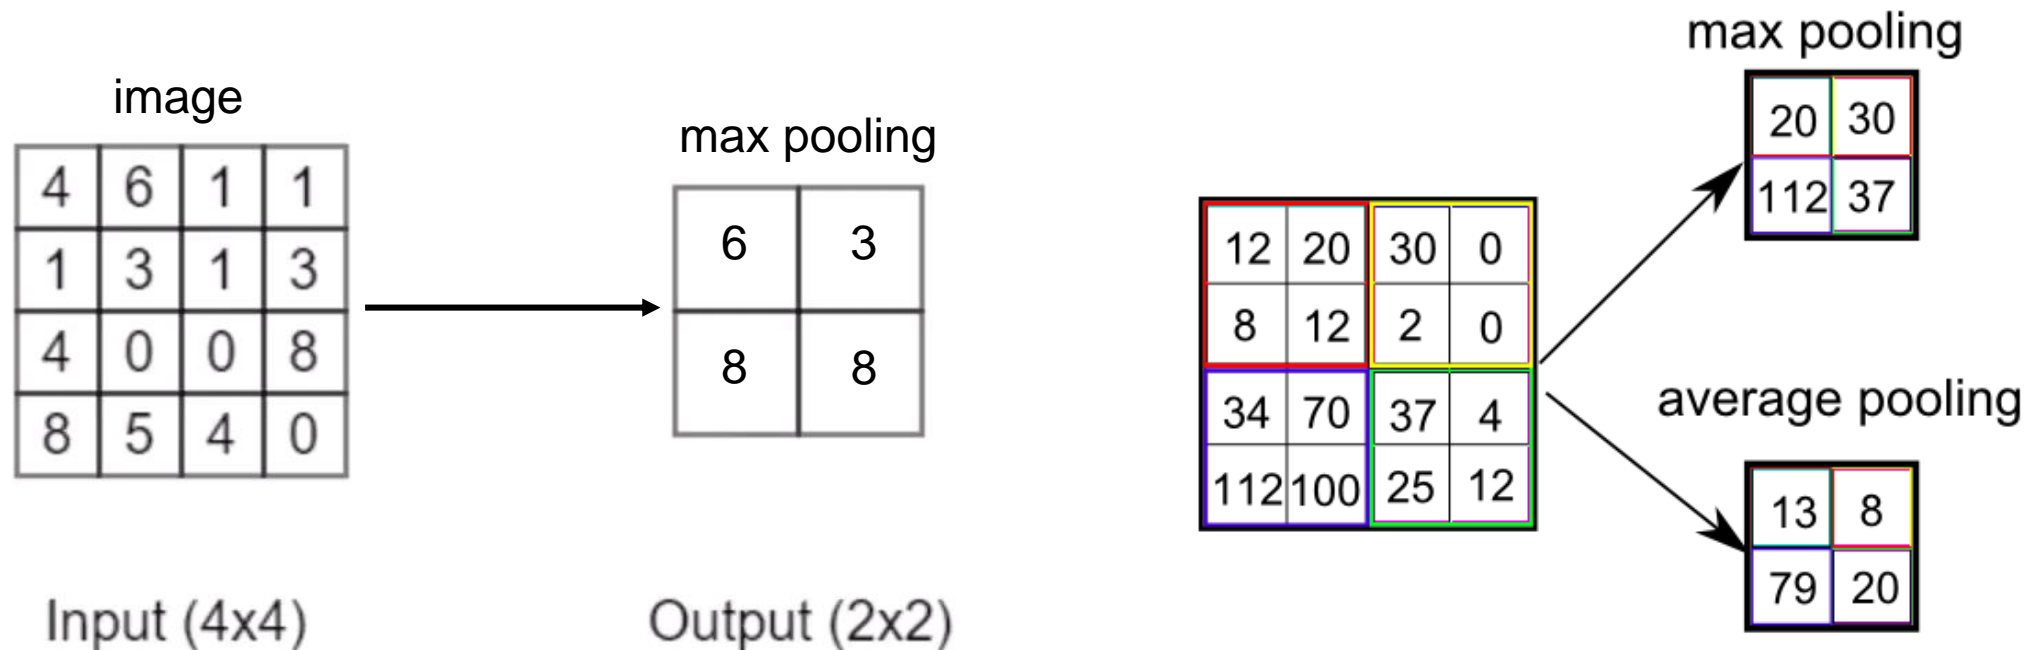 image
4 6 1 1
1 3 1 3
4 0 0 8
8 5 4 0
Input (4x4)
max pooling
6 3
8 8
Output (2x2)
12 20 30 0
8 12 2 0
34 70 37 4
112 100 25 12
max pooling
20 30
112 37
average pooling
13 8
79 20